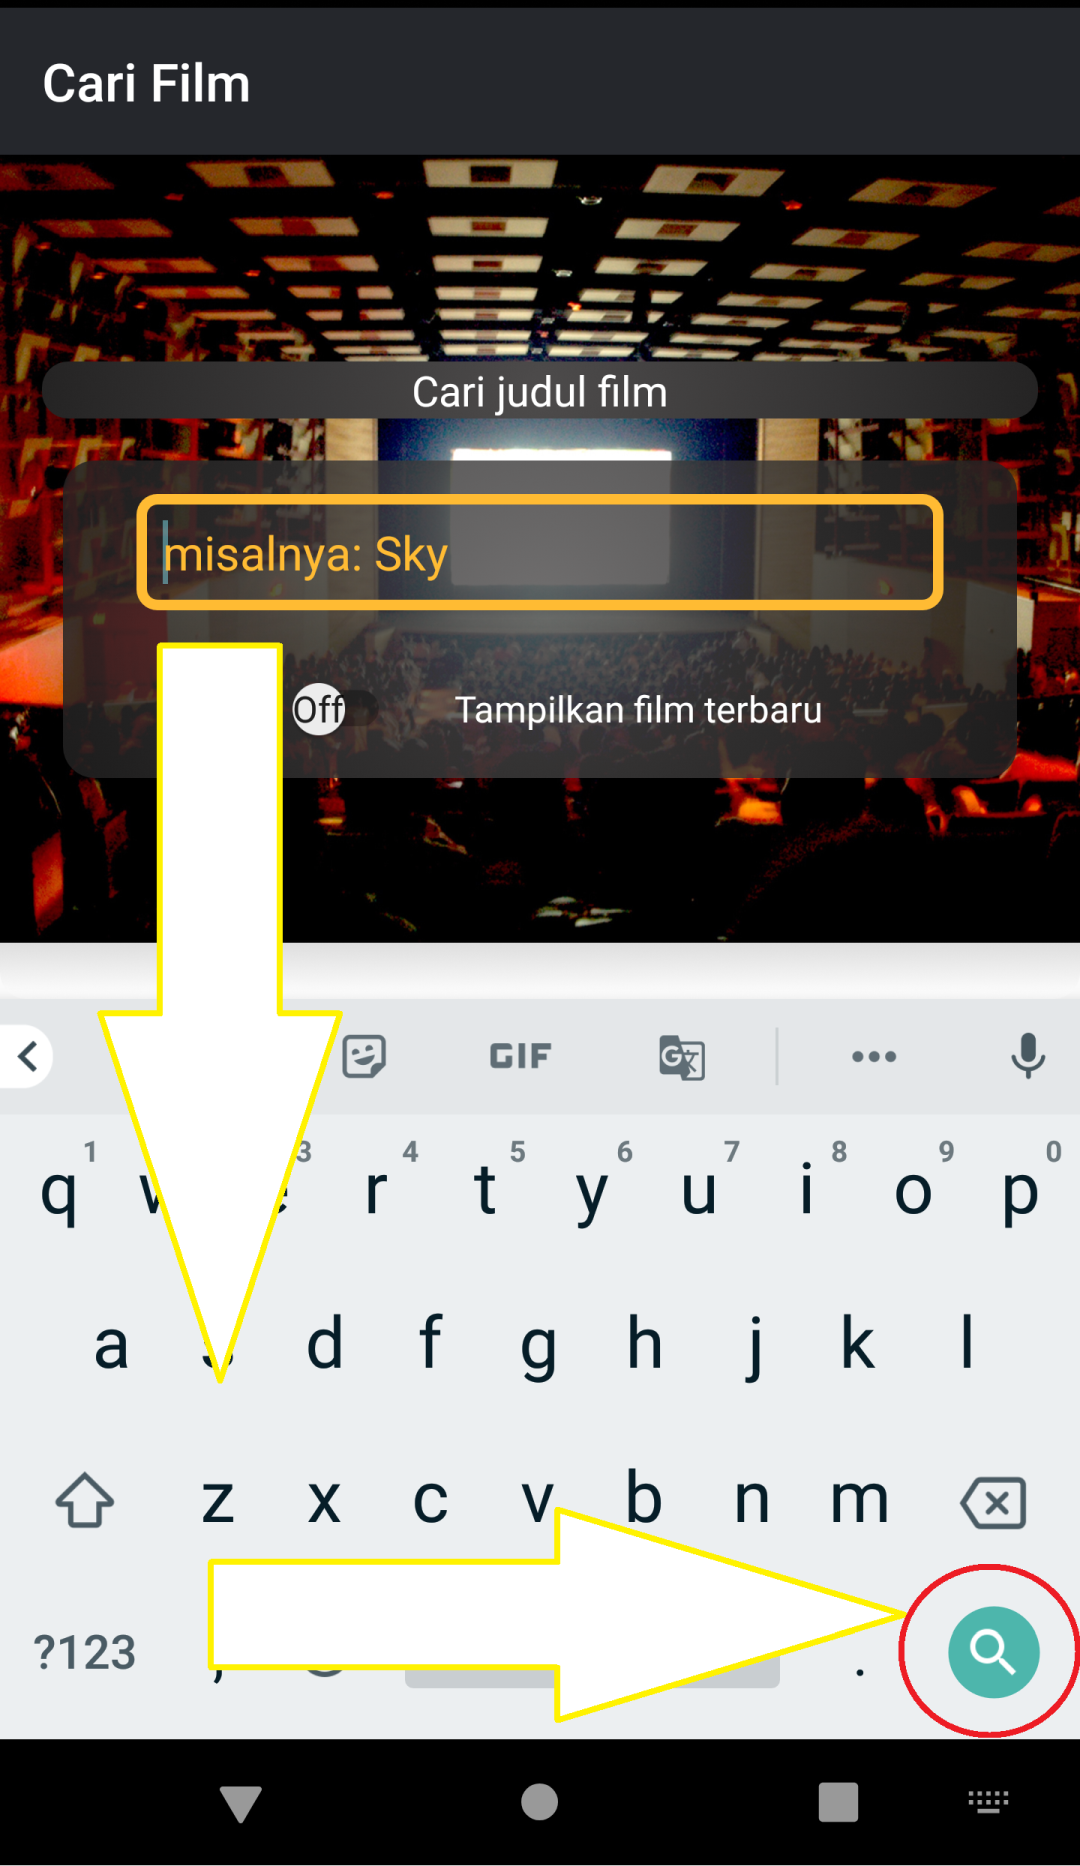 Cari Film
Cari judul film
misalnya: Sky
Off Tampilkan film terbaru
GIF G
1 3 4 5 6 7 8 9 0
q r t y u i o p
a d f g h j k l
z x c v b n m
?123 , .